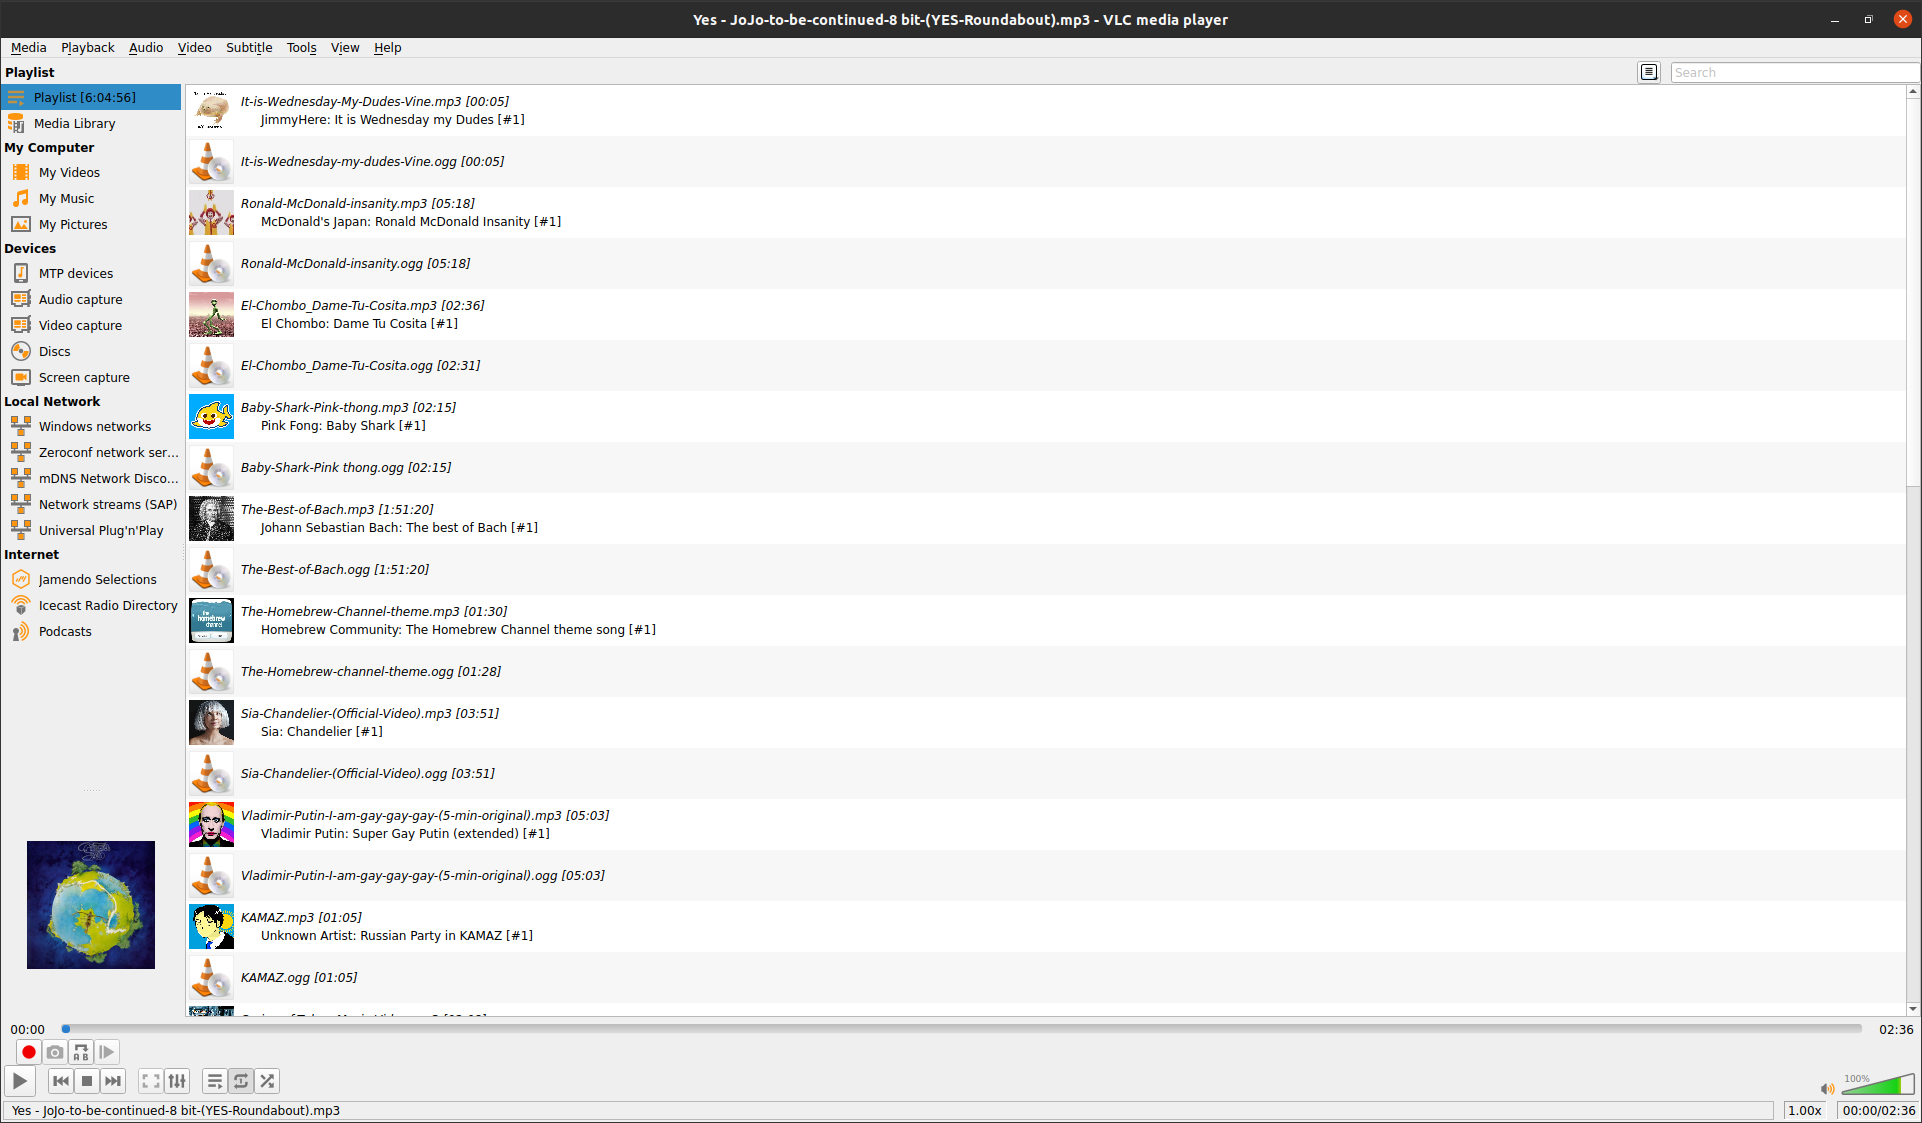 Yes - JoJo-to-be-continued-8 bit-(YES-Roundabout).mp3 - VLC media player
Media Playback Audio Video Subtitle Tools View Help
Playlist
Search
Playlist [6:04:56]
Media Library
My Computer
My Videos
My Music
My Pictures
Devices
MTP devices
Audio capture
Video capture
Discs
Screen capture
Local Network
Windows networks
Zeroconf network ser...
mDNS Network Disco...
Network streams (SAP)
Universal Plug'n'Play
Internet
Jamendo Selections
Icecast Radio Directory
Podcasts
It-is-Wednesday-My-Dudes-Vine.mp3 [00:05]
JimmyHere: It is Wednesday my Dudes [#1]
It-is-Wednesday-my-dudes-Vine.ogg [00:05]
Ronald-McDonald-insanity.mp3 [05:18]
McDonald's Japan: Ronald McDonald Insanity [#1]
Ronald-McDonald-insanity.ogg [05:18]
El-Chombo_Dame-Tu-Cosita.mp3 [02:36]
El Chombo: Dame Tu Cosita [#1]
El-Chombo_Dame-Tu-Cosita.ogg [02:31]
Baby-Shark-Pink-thong.mp3 [02:15]
Pink Fong: Baby Shark [#1]
Baby-Shark-Pink thong.ogg [02:15]
The-Best-of-Bach.mp3 [1:51:20]
Johann Sebastian Bach: The best of Bach [#1]
The-Best-of-Bach.ogg [1:51:20]
the homebrew channel
The-Homebrew-Channel-theme.mp3 [01:30]
Homebrew Community: The Homebrew Channel theme song [#1]
The-Homebrew-channel-theme.ogg [01:28]
Sia-Chandelier-(Official-Video).mp3 [03:51]
Sia: Chandelier [#1]
Sia-Chandelier-(Official-Video).ogg [03:51]
Vladimir-Putin-I-am-gay-gay-gay-(5-min-original).mp3 [05:03]
Vladimir Putin: Super Gay Putin (extended) [#1]
Vladimir-Putin-I-am-gay-gay-gay-(5-min-original).ogg [05:03]
KAMAZ.mp3 [01:05]
Unknown Artist: Russian Party in KAMAZ [#1]
KAMAZ.ogg [01:05]
00:00
02:36
A B
100%
Yes - JoJo-to-be-continued-8 bit-(YES-Roundabout).mp3
1.00x
00:00/02:36